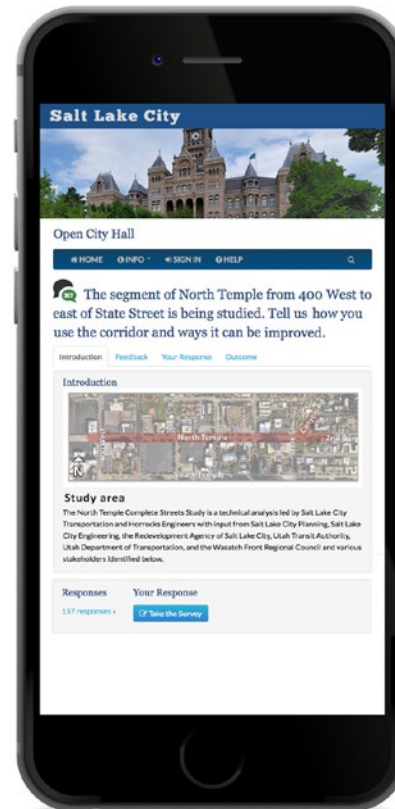 Salt Lake City
Open City Hall
HOME INFO SIGN IN HELP
The segment of North Temple from 400 West to
east of State Street is being studied. Tell us how you
use the corridor and ways it can be improved.
Introduction Feedback Your Response Outcome
Introduction
North Temple
N
Study area
The North Temple Complete Streets Study is a technical analysis led by Salt Lake City
Transportation and Horrocks Engineers with input from Salt Lake City Planning, Salt Lake
City Engineering, the Redevelopment Agency of Salt Lake City, Utah Transit Authority,
Utah Department of Transportation, and the Wasatch Front Regional Council and various
stakeholders identified below.
Responses Your Response
157 responses Take the Survey